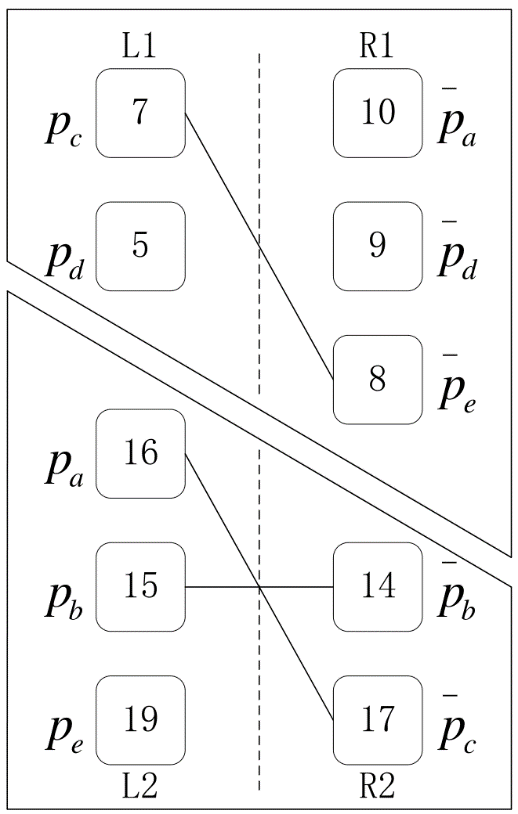 L1 R1
p_c 7 10 p̄_a
p_d 5 9 p̄_d
8 p̄_e
p_a 16
p_b 15 14 p̄_b
p_e 19 17 p̄_c
L2 R2